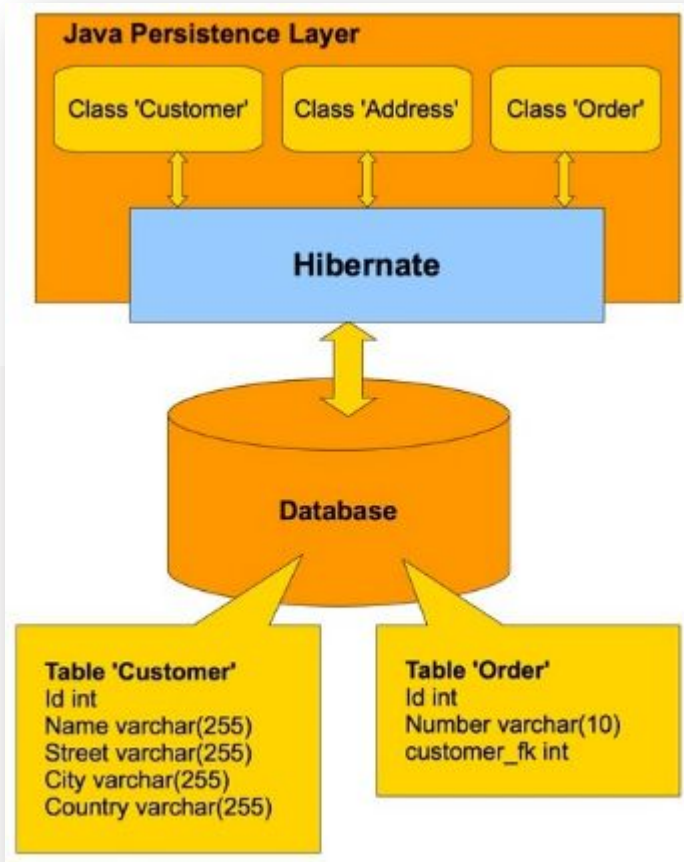 Java Persistence Layer
Class 'Customer'
Class 'Address'
Class 'Order'
Hibernate
Database
Table 'Customer'
Id int
Name varchar(255)
Street varchar(255)
City varchar(255)
Country varchar(255)
Table 'Order'
Id int
Number varchar(10)
customer_fk int